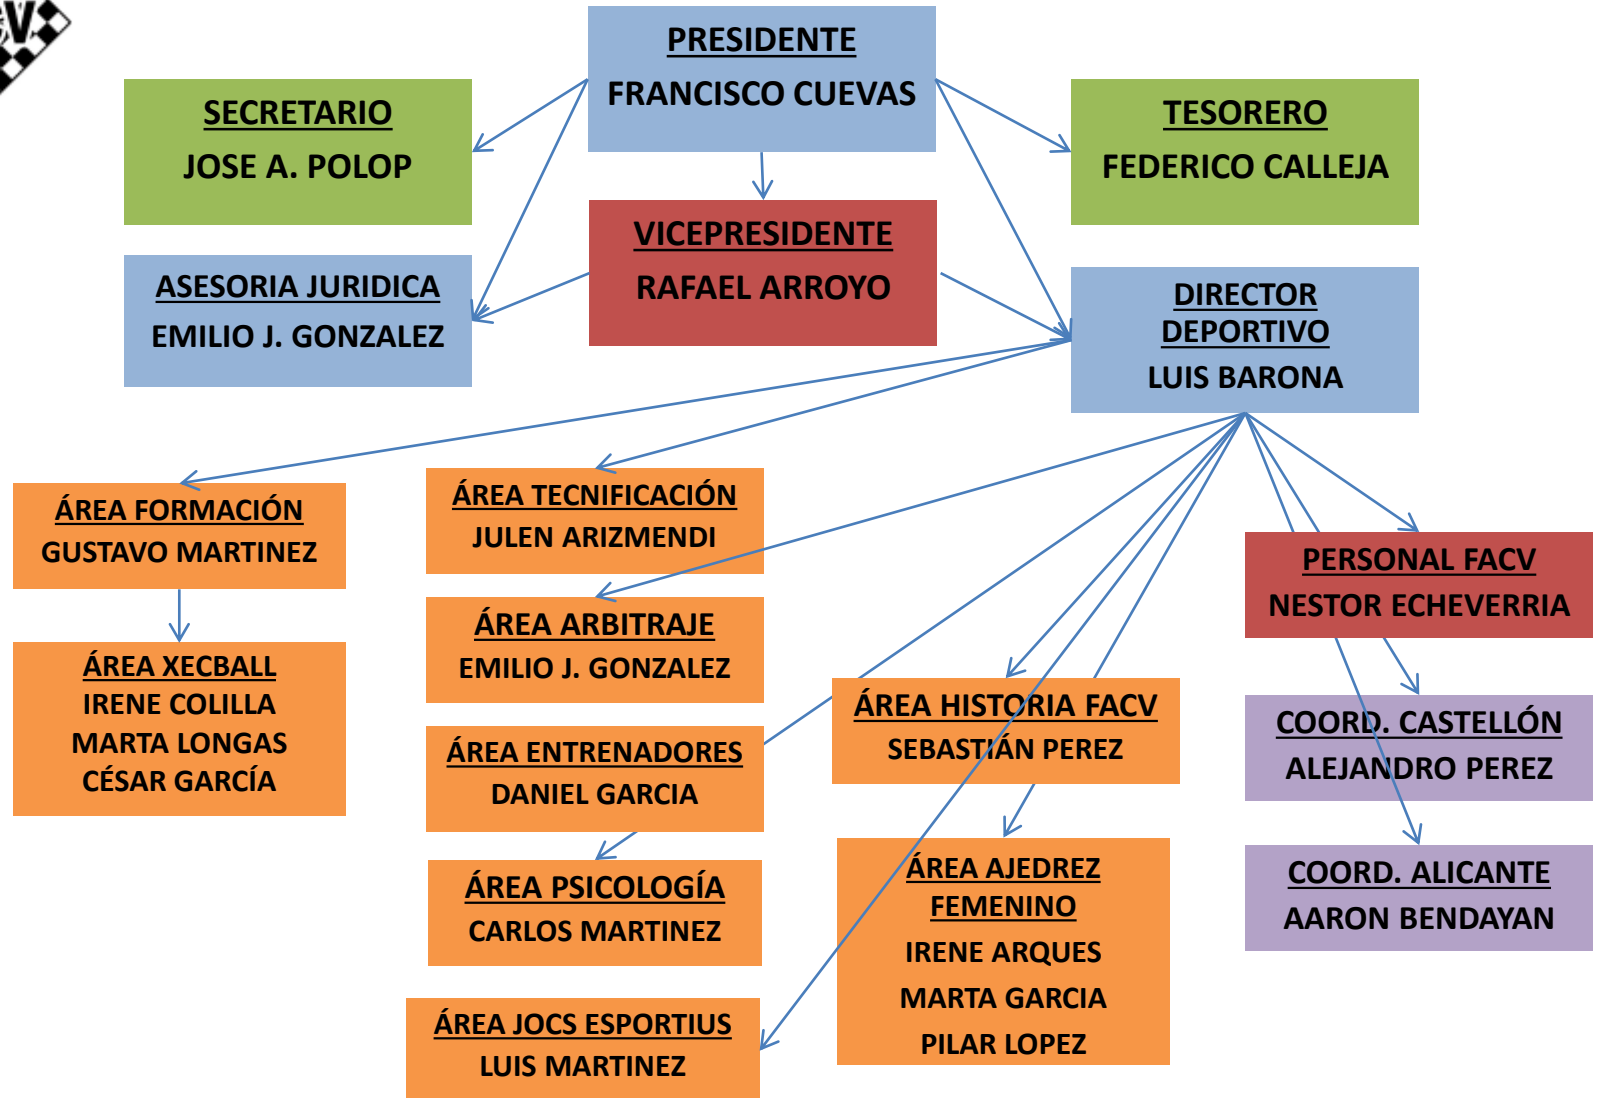 PRESIDENTE
FRANCISCO CUEVAS
SECRETARIO
JOSE A. POLOP
TESORERO
FEDERICO CALLEJA
VICEPRESIDENTE
RAFAEL ARROYO
ASESORIA JURIDICA
EMILIO J. GONZALEZ
DIRECTOR
DEPORTIVO
LUIS BARONA
ÁREA FORMACIÓN
GUSTAVO MARTINEZ
ÁREA TECNIFICACIÓN
JULEN ARIZMENDI
PERSONAL FACV
NESTOR ECHEVERRIA
ÁREA ARBITRAJE
EMILIO J. GONZALEZ
ÁREA XECBALL
IRENE COLILLA
MARTA LONGAS
CÉSAR GARCÍA
ÁREA HISTORIA FACV
SEBASTIÁN PEREZ
COORD. CASTELLÓN
ALEJANDRO PEREZ
ÁREA ENTRENADORES
DANIEL GARCIA
ÁREA PSICOLOGÍA
CARLOS MARTINEZ
ÁREA AJEDREZ
FEMENINO
IRENE ARQUES
MARTA GARCIA
PILAR LOPEZ
COORD. ALICANTE
AARON BENDAYAN
ÁREA JOCS ESPORTIUS
LUIS MARTINEZ